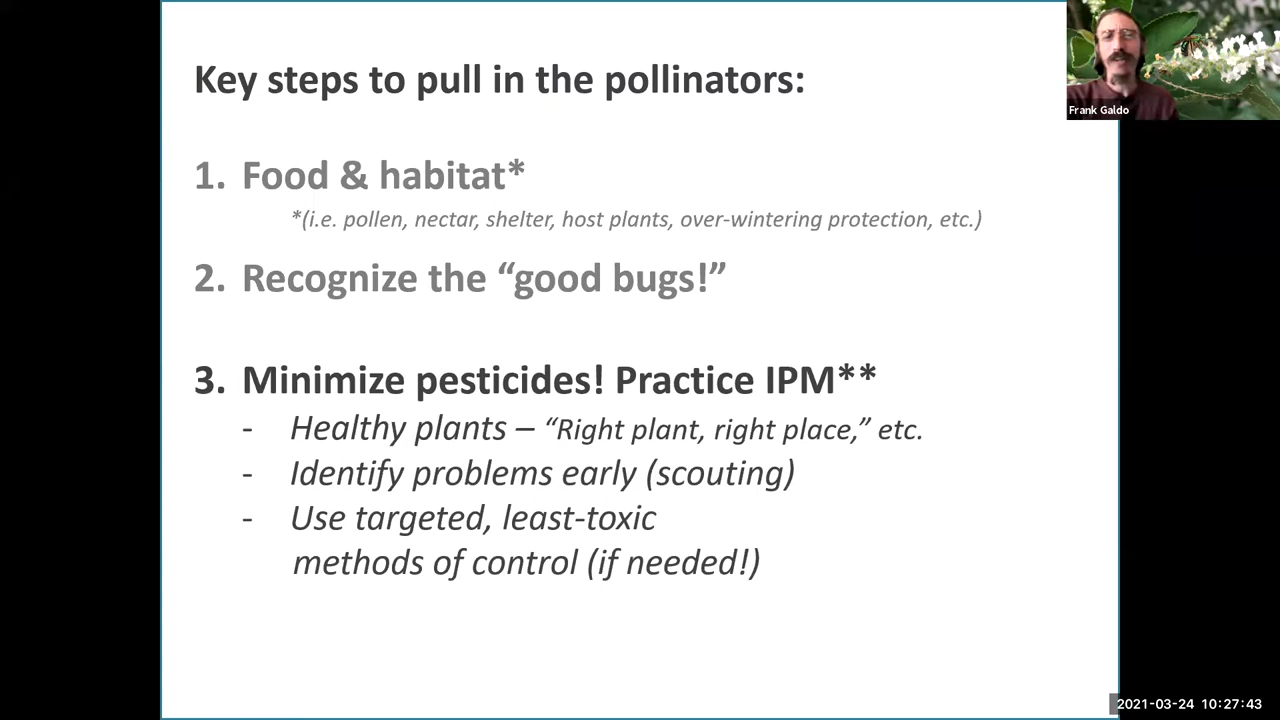 Key steps to pull in the pollinators:
1. Food & habitat*
*(i.e. pollen, nectar, shelter, host plants, over-wintering protection, etc.)
2. Recognize the “good bugs!”
3. Minimize pesticides! Practice IPM**
- Healthy plants – “Right plant, right place,” etc.
- Identify problems early (scouting)
- Use targeted, least-toxic
methods of control (if needed!)
Frank Galdo
2021-03-24 10:27:43